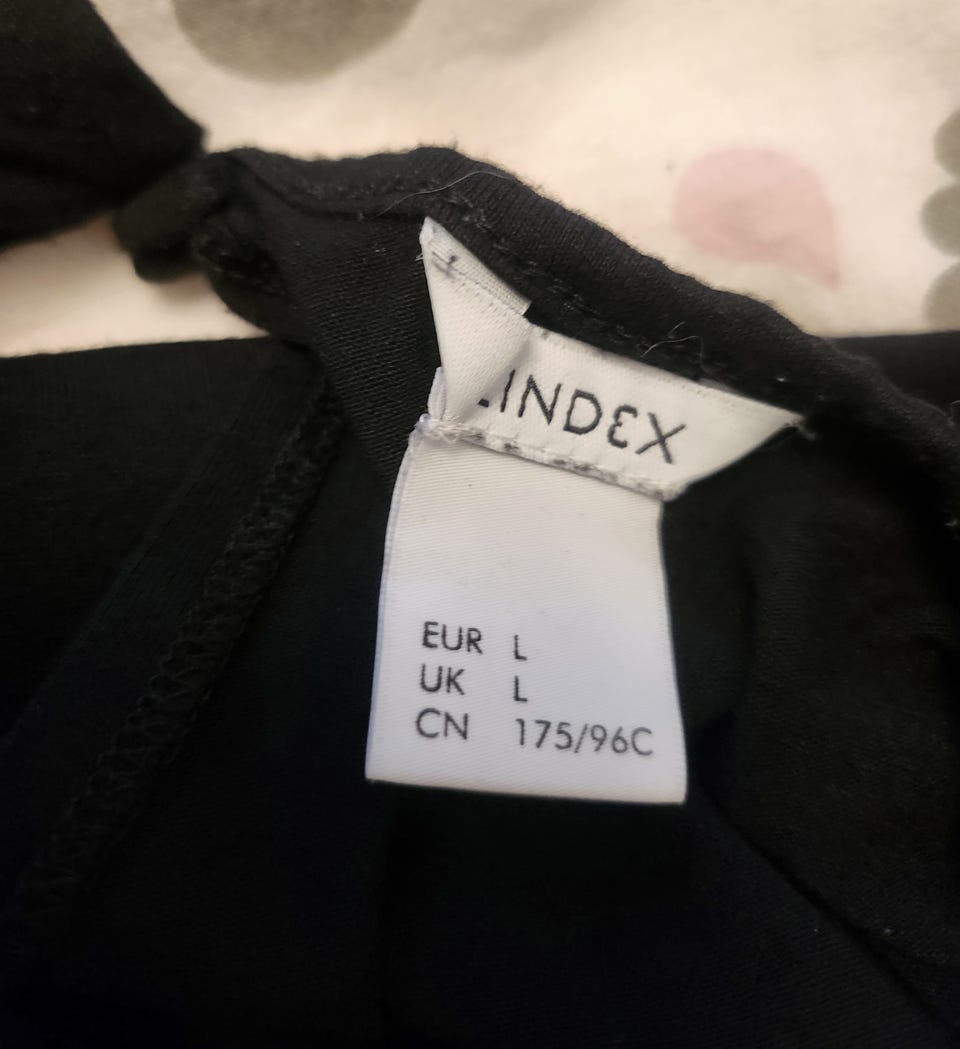 LINDEX
EUR L
UK L
CN 175/96C